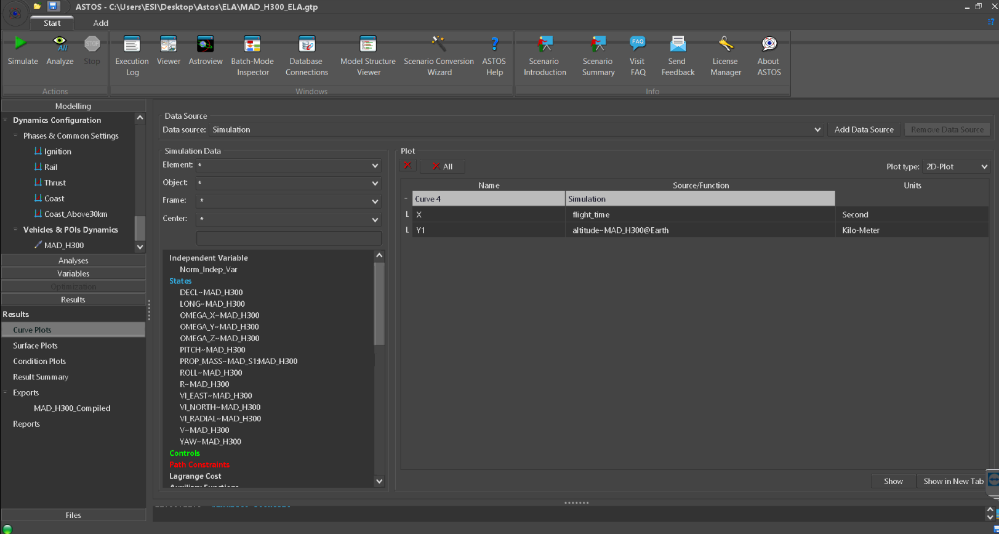 ASTOS - C:\Users\ESI\Desktop\Astos\ELA\MAD_H300_ELA.gtp
Start Add
Simulate Analyze Stop
All
STOP
Execution Log
Viewer
Astroview
Batch-Mode Inspector
Database Connections
Model Structure Viewer
Scenario Conversion Wizard
ASTOS Help
Scenario Introduction
Scenario Summary
FAQ
Visit FAQ
Send Feedback
License Manager
About ASTOS
Actions Windows Info
Modelling
Dynamics Configuration
Phases & Common Settings
Ignition
Rail
Thrust
Coast
Coast_Above30km
Vehicles & POIs Dynamics
MAD_H300
Analyses
Variables
Optimization
Results
Results
Curve Plots
Surface Plots
Condition Plots
Result Summary
Exports
MAD_H300_Compiled
Reports
Files
Data Source
Data source: Simulation Add Data Source Remove Data Source
Simulation Data
Element: *
Object: *
Frame: *
Center: *
Independent Variable
Norm_Indep_Var
States
DECL~MAD_H300
LONG~MAD_H300
OMEGA_X~MAD_H300
OMEGA_Y~MAD_H300
OMEGA_Z~MAD_H300
PITCH~MAD_H300
PROP_MASS~MAD_S1:MAD_H300
ROLL~MAD_H300
R~MAD_H300
VI_EAST~MAD_H300
VI_NORTH~MAD_H300
VI_RADIAL~MAD_H300
V~MAD_H300
YAW~MAD_H300
Controls
Path Constraints
Lagrange Cost
Auxiliary Functions
Plot
All Plot type: 2D-Plot
Name Source/Function Units
Curve 4 Simulation
X flight_time Second
Y1 altitude~MAD_H300@Earth Kilo-Meter
Show Show in New Tab